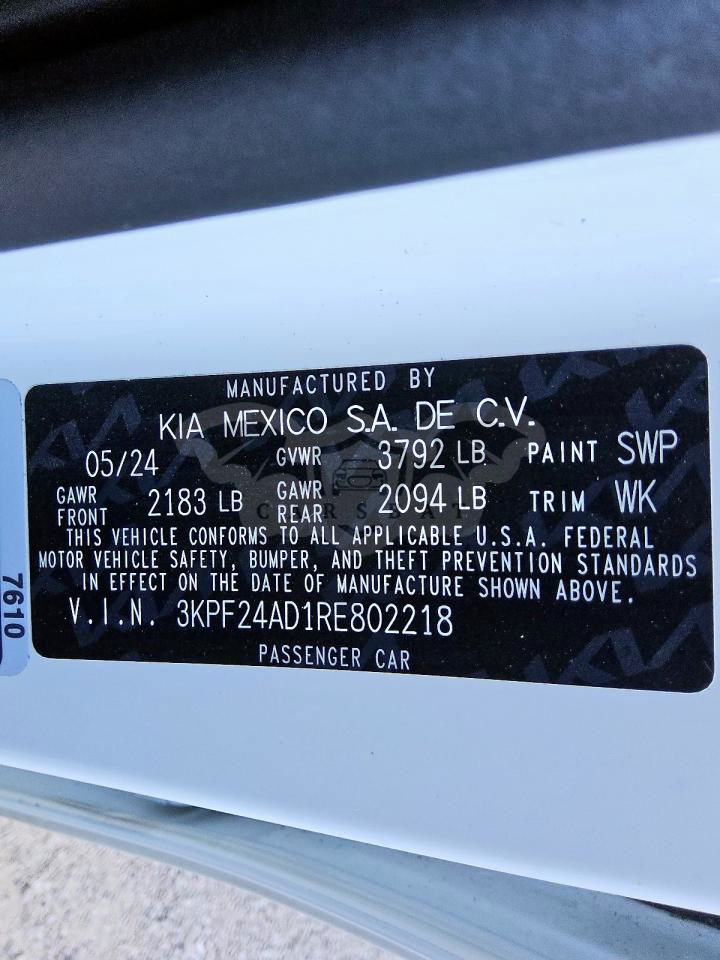 MANUFACTURED BY
KIA MEXICO S.A. DE C.V.
05/24 GVWR 3792 LB PAINT SWP
GAWR FRONT 2183 LB GAWR REAR 2094 LB TRIM WK
THIS VEHICLE CONFORMS TO ALL APPLICABLE U.S.A. FEDERAL
MOTOR VEHICLE SAFETY, BUMPER, AND THEFT PREVENTION STANDARDS
IN EFFECT ON THE DATE OF MANUFACTURE SHOWN ABOVE.
V.I.N. 3KPF24AD1RE802218
PASSENGER CAR
7610